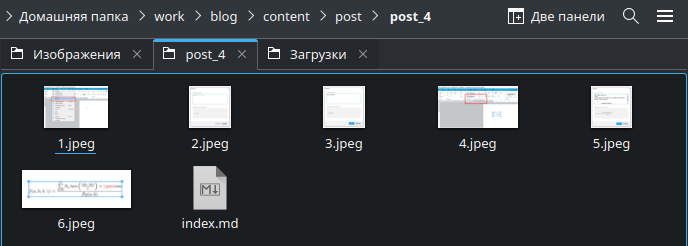 Домашняя папка work blog content post post_4 Две панели
Изображения post_4 Загрузки
1.jpeg 2.jpeg 3.jpeg 4.jpeg 5.jpeg
6.jpeg index.md